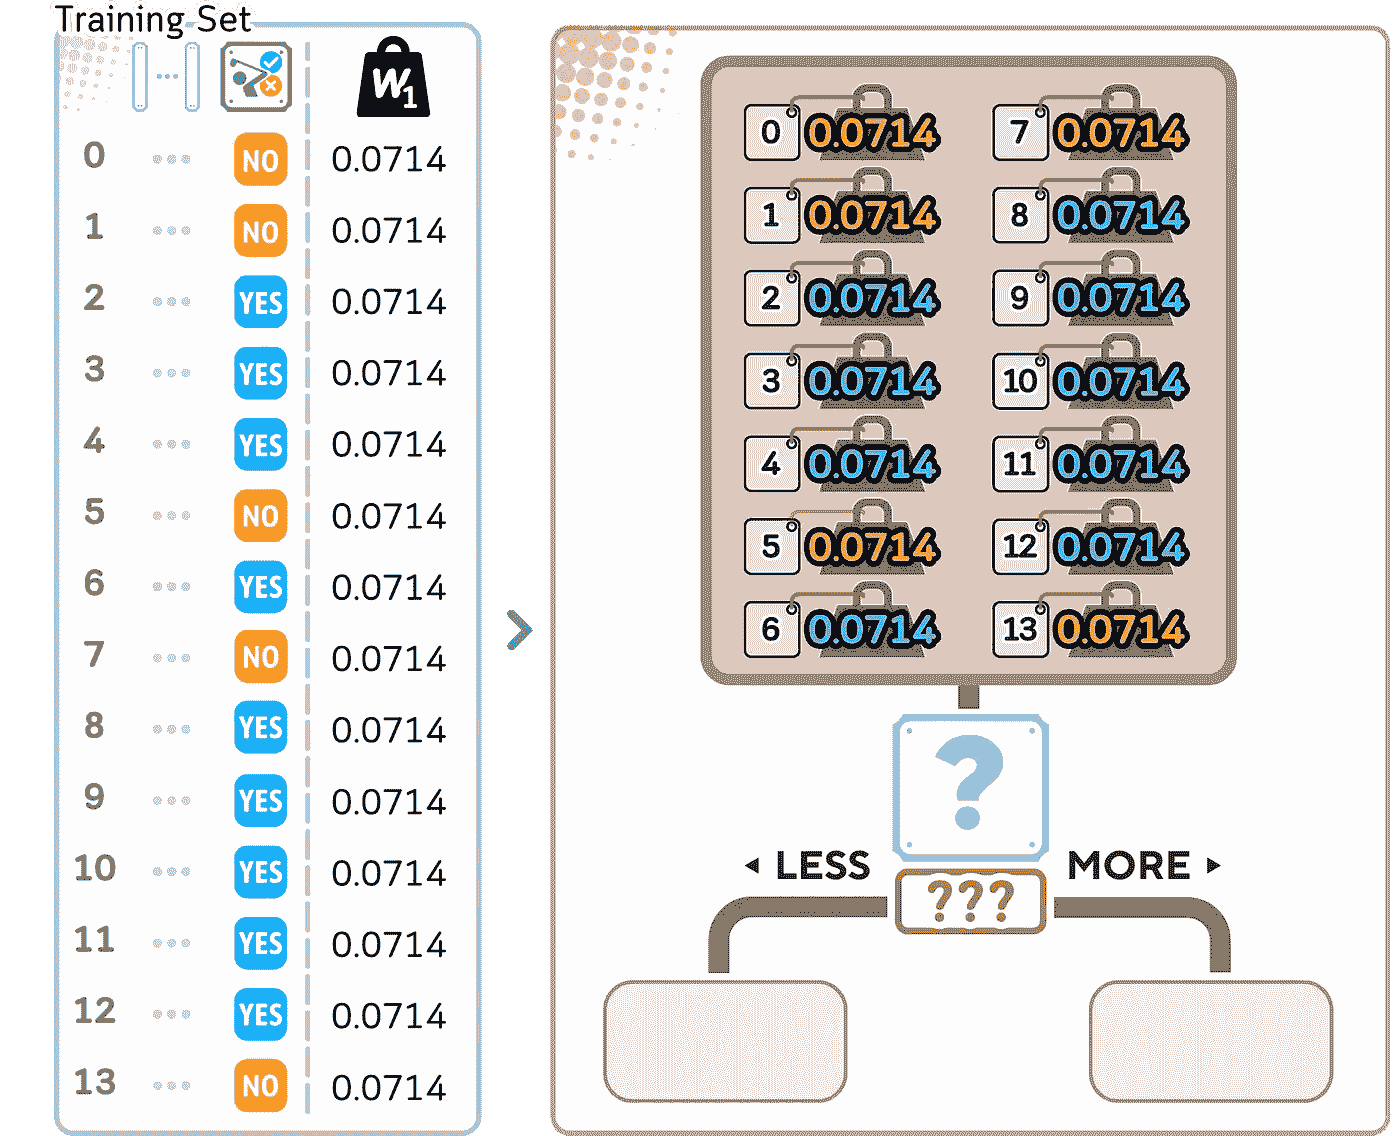 Training Set
... W1
0 ... NO 0.0714
1 ... NO 0.0714
2 ... YES 0.0714
3 ... YES 0.0714
4 ... YES 0.0714
5 ... NO 0.0714
6 ... YES 0.0714
7 ... NO 0.0714
8 ... YES 0.0714
9 ... YES 0.0714
10 ... YES 0.0714
11 ... YES 0.0714
12 ... YES 0.0714
13 ... NO 0.0714
0 0.0714 7 0.0714
1 0.0714 8 0.0714
2 0.0714 9 0.0714
3 0.0714 10 0.0714
4 0.0714 11 0.0714
5 0.0714 12 0.0714
6 0.0714 13 0.0714
?
◄ LESS MORE ►
???